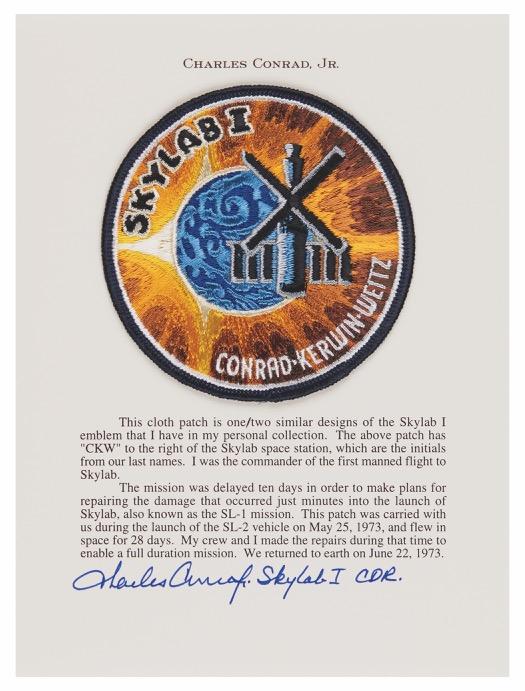 CHARLES CONRAD, JR.
SKYLAB I
CONRAD·KERWIN·WEITZ
This cloth patch is one/two similar designs of the Skylab I
emblem that I have in my personal collection. The above patch has
"CKW" to the right of the Skylab space station, which are the initials
from our last names. I was the commander of the first manned flight to
Skylab.
The mission was delayed ten days in order to make plans for
repairing the damage that occurred just minutes into the launch of
Skylab, also known as the SL-1 mission. This patch was carried with
us during the launch of the SL-2 vehicle on May 25, 1973, and flew in
space for 28 days. My crew and I made the repairs during that time to
enable a full duration mission. We returned to earth on June 22, 1973.
Charles Conrad Jr. Skylab I CDR.